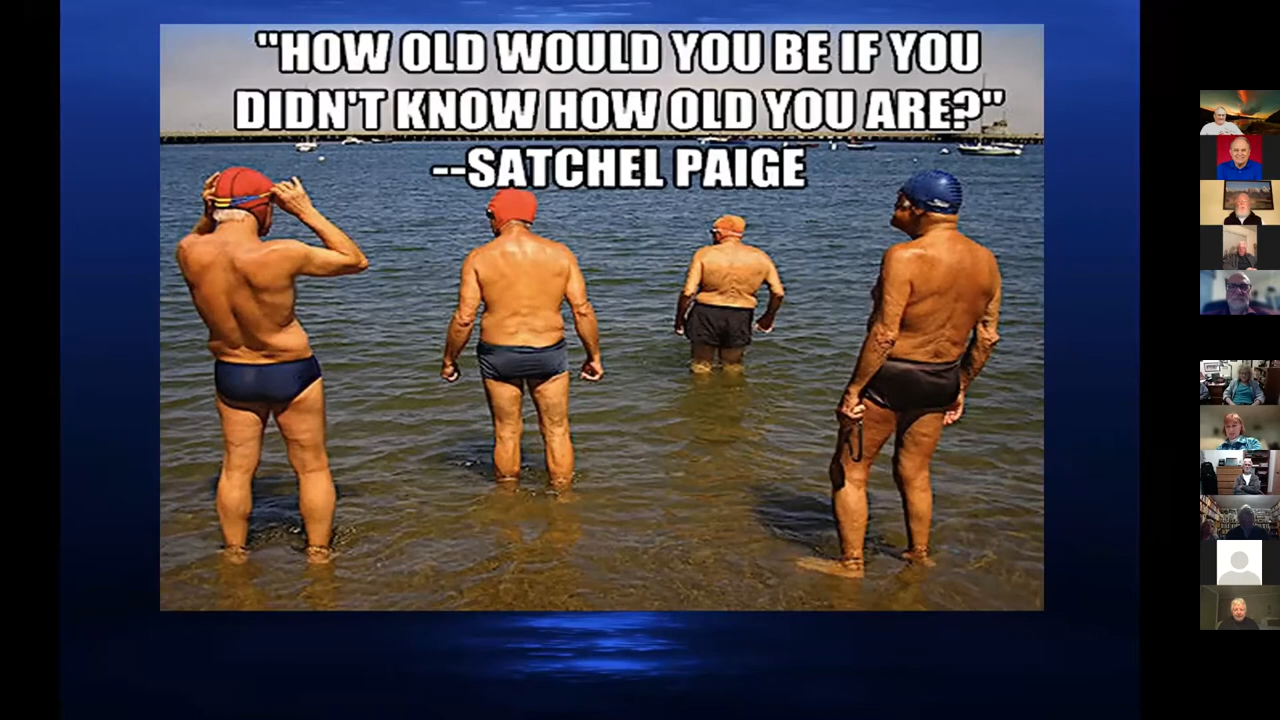 "HOW OLD WOULD YOU BE IF YOU
DIDN'T KNOW HOW OLD YOU ARE?"
--SATCHEL PAIGE